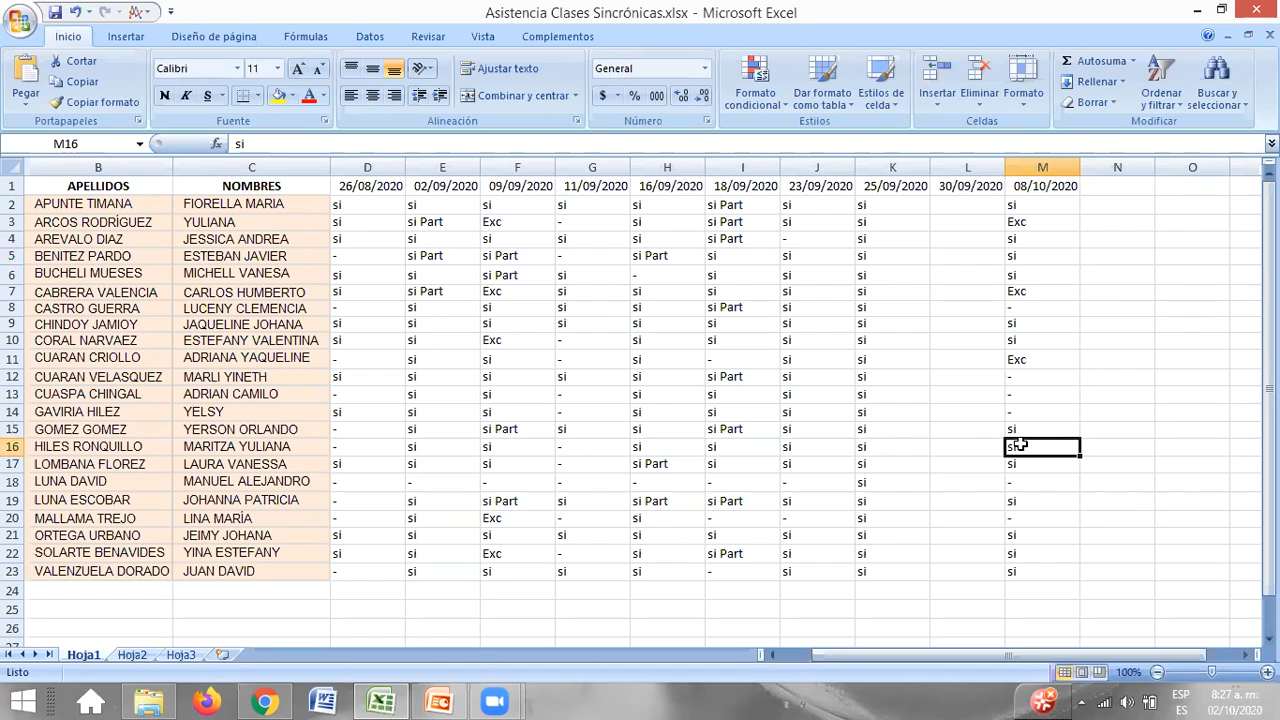 Asistencia Clases Sincrónicas.xlsx - Microsoft Excel
Inicio Insertar Diseño de página Fórmulas Datos Revisar Vista Complementos
Pegar Cortar Copiar Copiar formato Portapapeles
Calibri 11 N K S A Fuente
Ajustar texto Combinar y centrar Alineación
General $ % 000 Número
Formato condicional Dar formato como tabla Estilos de celda Estilos
Insertar Eliminar Formato Celdas
Σ Autosuma Rellenar Borrar Ordenar y filtrar Buscar y seleccionar Modificar
M16 fx si
B C D E F G H I J K L M N O
1 APELLIDOS NOMBRES 26/08/2020 02/09/2020 09/09/2020 11/09/2020 16/09/2020 18/09/2020 23/09/2020 25/09/2020 30/09/2020 08/10/2020
2 APUNTE TIMANA FIORELLA MARIA si si si si si si Part si si si
3 ARCOS RODRÍGUEZ YULIANA si si Part Exc - si si Part si si Exc
4 AREVALO DIAZ JESSICA ANDREA si si si si si si Part - si si
5 BENITEZ PARDO ESTEBAN JAVIER - si Part si Part - si Part si si si si
6 BUCHELI MUESES MICHELL VANESA si si si Part si - si si si si
7 CABRERA VALENCIA CARLOS HUMBERTO si si Part Exc si si si si si Exc
8 CASTRO GUERRA LUCENY CLEMENCIA - si si - si si Part si si -
9 CHINDOY JAMIOY JAQUELINE JOHANA si si si si si si si si si
10 CORAL NARVAEZ ESTEFANY VALENTINA si si Exc - si si si si si
11 CUARAN CRIOLLO ADRIANA YAQUELINE - si si - si - si si Exc
12 CUARAN VELASQUEZ MARLI YINETH si si si - si si Part si si -
13 CUASPA CHINGAL ADRIAN CAMILO - si si - si si si si -
14 GAVIRIA HILEZ YELSY si si si - si si si si -
15 GOMEZ GOMEZ YERSON ORLANDO - si si Part si si si Part si si si
16 HILES RONQUILLO MARITZA YULIANA - si si - si si si si si
17 LOMBANA FLOREZ LAURA VANESSA si si si - si Part si si si si
18 LUNA DAVID MANUEL ALEJANDRO - - - - - - - si -
19 LUNA ESCOBAR JOHANNA PATRICIA - si si Part si si Part si Part si si si
20 MALLAMA TREJO LINA MARÍA - si Exc - si - - si -
21 ORTEGA URBANO JEIMY JOHANA si si si si si si si si si
22 SOLARTE BENAVIDES YINA ESTEFANY si si Exc - si si Part si si si
23 VALENZUELA DORADO JUAN DAVID - si si si si - si si si
24
25
26
27
Hoja1 Hoja2 Hoja3
Listo 100%
ESP 8:27 a. m.
ES 02/10/2020